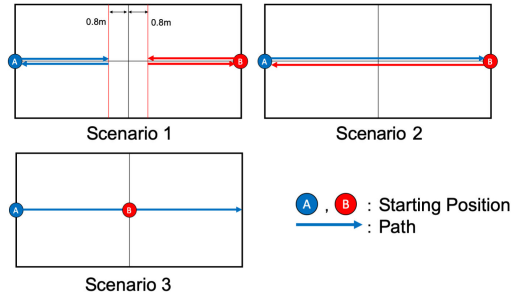 0.8m 0.8m
A B A B
Scenario 1 Scenario 2
A B
A , B : Starting Position
: Path
Scenario 3